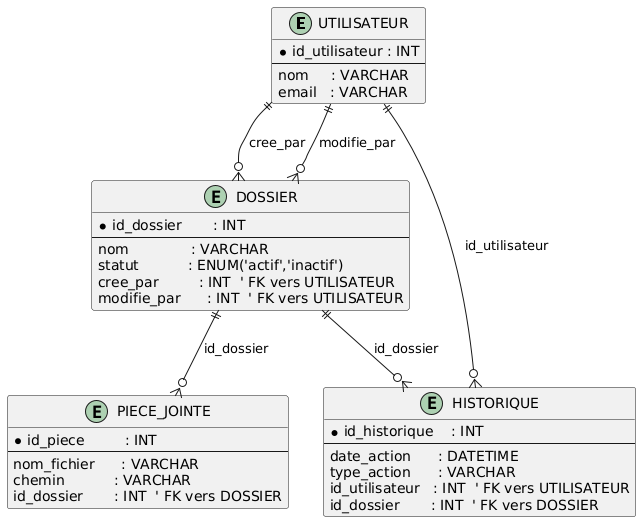 E UTILISATEUR
* id_utilisateur : INT
nom : VARCHAR
email : VARCHAR
cree_par
modifie_par
E DOSSIER
* id_dossier : INT
nom : VARCHAR
statut : ENUM('actif','inactif')
cree_par : INT ' FK vers UTILISATEUR
modifie_par : INT ' FK vers UTILISATEUR
id_utilisateur
id_dossier
id_dossier
E PIECE_JOINTE
* id_piece : INT
nom_fichier : VARCHAR
chemin : VARCHAR
id_dossier : INT ' FK vers DOSSIER
E HISTORIQUE
* id_historique : INT
date_action : DATETIME
type_action : VARCHAR
id_utilisateur : INT ' FK vers UTILISATEUR
id_dossier : INT ' FK vers DOSSIER